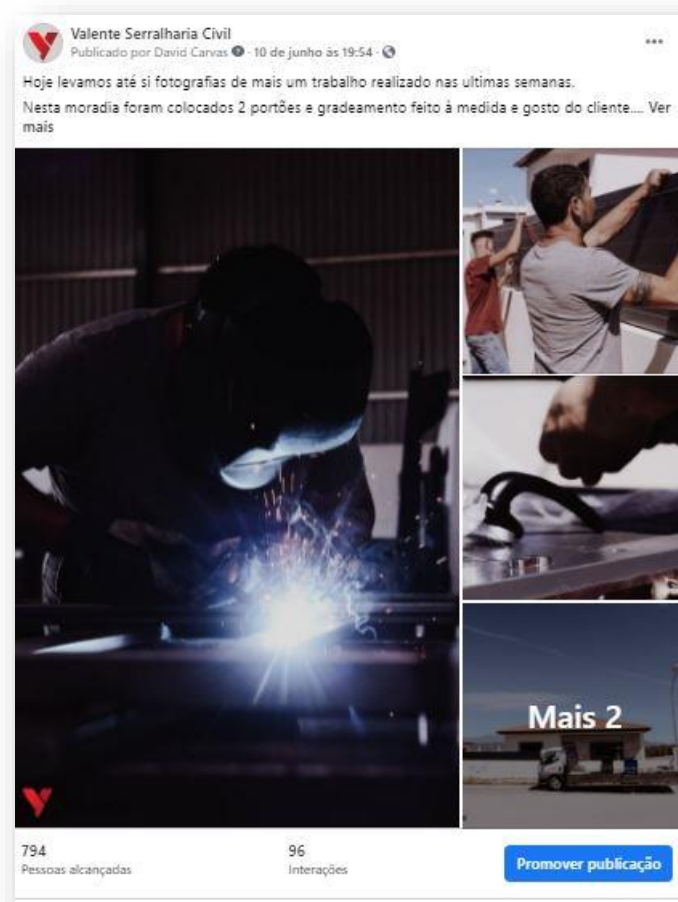 Valente Serralharia Civil
Publicado por David Carvas · 10 de junho às 19:54 ·
Hoje levamos até si fotografias de mais um trabalho realizado nas ultimas semanas.
Nesta moradia foram colocados 2 portões e gradeamento feito á medida e gosto do cliente.... Ver
mais
Mais 2
794
Pessoas alcançadas
96
Interações
Promover publicação